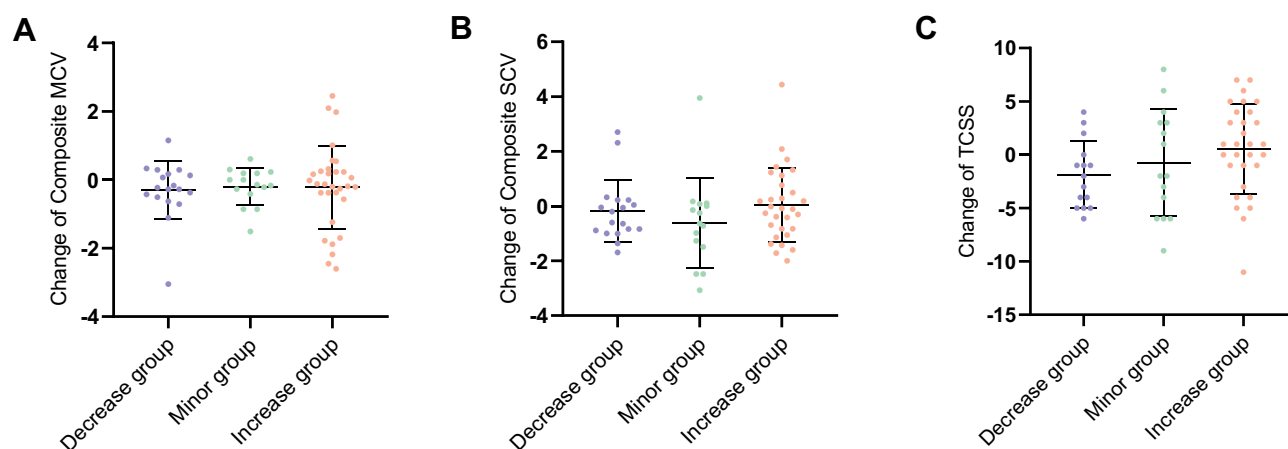 A
Change of Composite MCV
4
2
0
-2
-4
Decrease group
Minor group
Increase group
B
Change of Composite SCV
6
4
2
0
-2
-4
Decrease group
Minor group
Increase group
C
Change of TCSS
10
5
0
-5
-10
-15
Decrease group
Minor group
Increase group